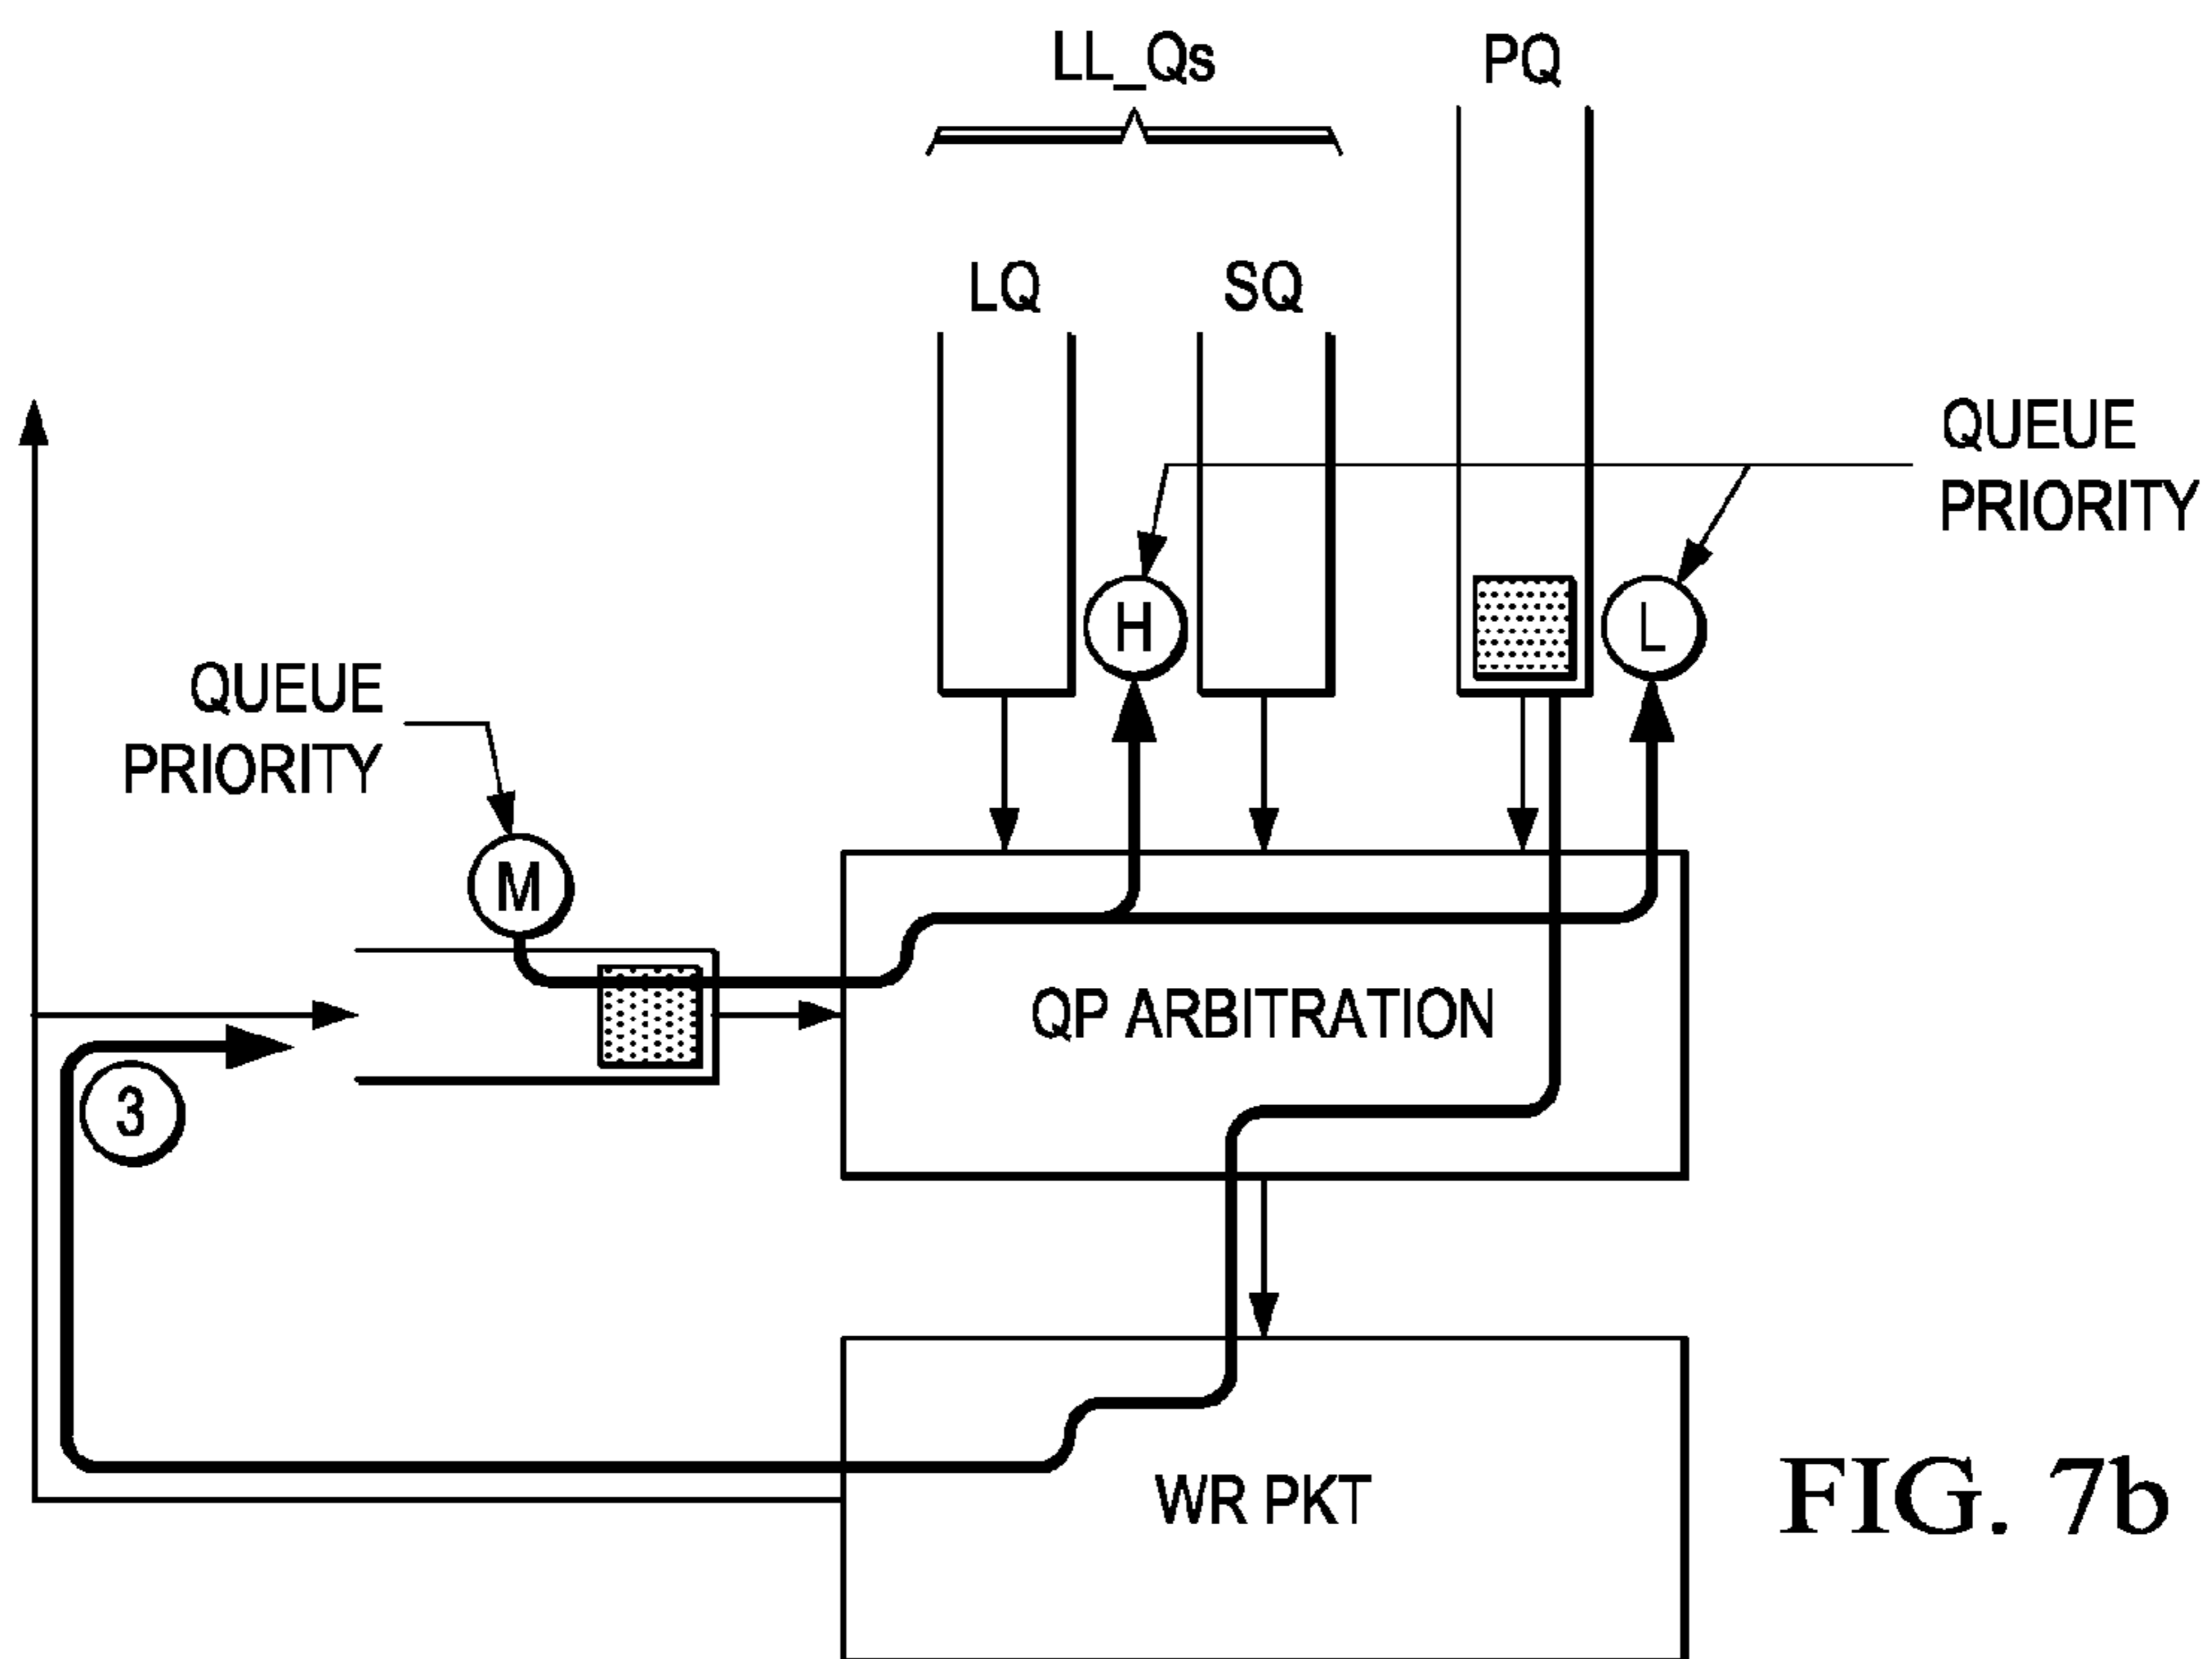 LL_Qs
PQ
LQ
SQ
QUEUE
PRIORITY
H
L
QUEUE
PRIORITY
M
QP ARBITRATION
3
WR PKT
FIG. 7b